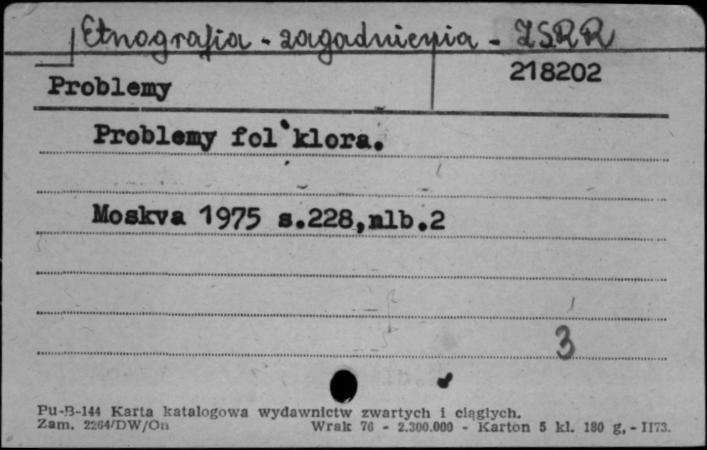 Etnografia - zagadnienia - ZSRR
218202
Problemy
Problemy fol'klora.
Moskva 1975 s.228,nlb.2
3
Pu-B-144 Karta katalogowa wydawnictw zwartych i ciągłych.
Zam. 2264/DW/On Wrak 76 - 2.300.000 - Karton 5 kl. 180 g. - II73.